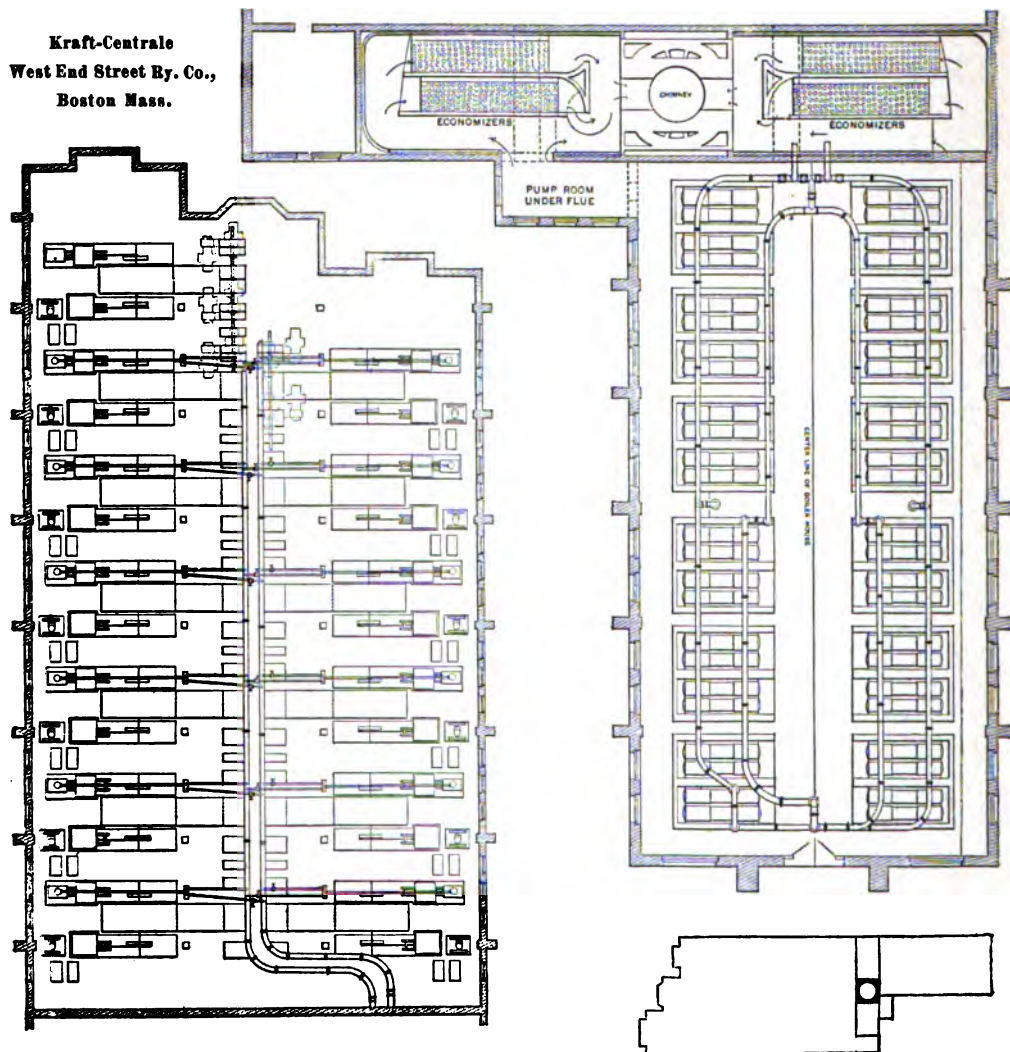 Kraft-Centrale
West End Street Ry. Co.,
Boston Mass.
ECONOMIZERS
CHIMNEY
ECONOMIZERS
PUMP ROOM
UNDER FLUE
CENTER LINE OF BOILER HOUSE